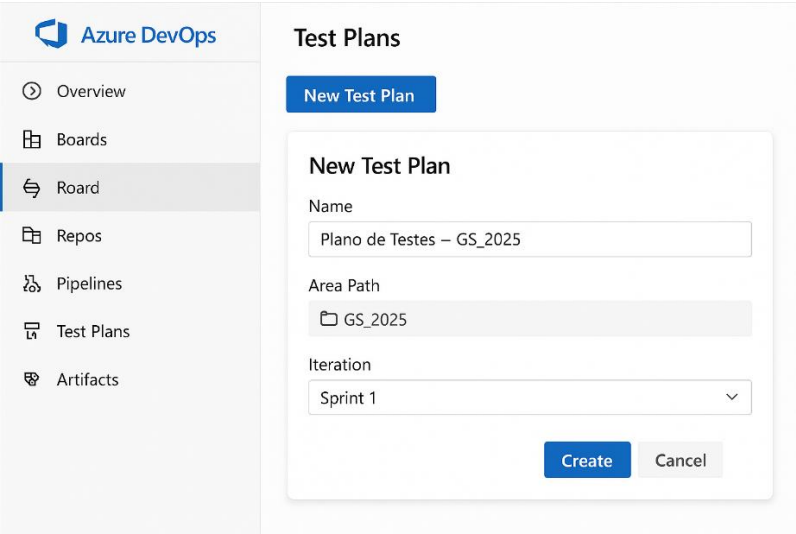 Azure DevOps
Overview
Boards
Roard
Repos
Pipelines
Test Plans
Artifacts
Test Plans
New Test Plan
New Test Plan
Name
Plano de Testes – GS_2025
Area Path
GS_2025
Iteration
Sprint 1
Create
Cancel